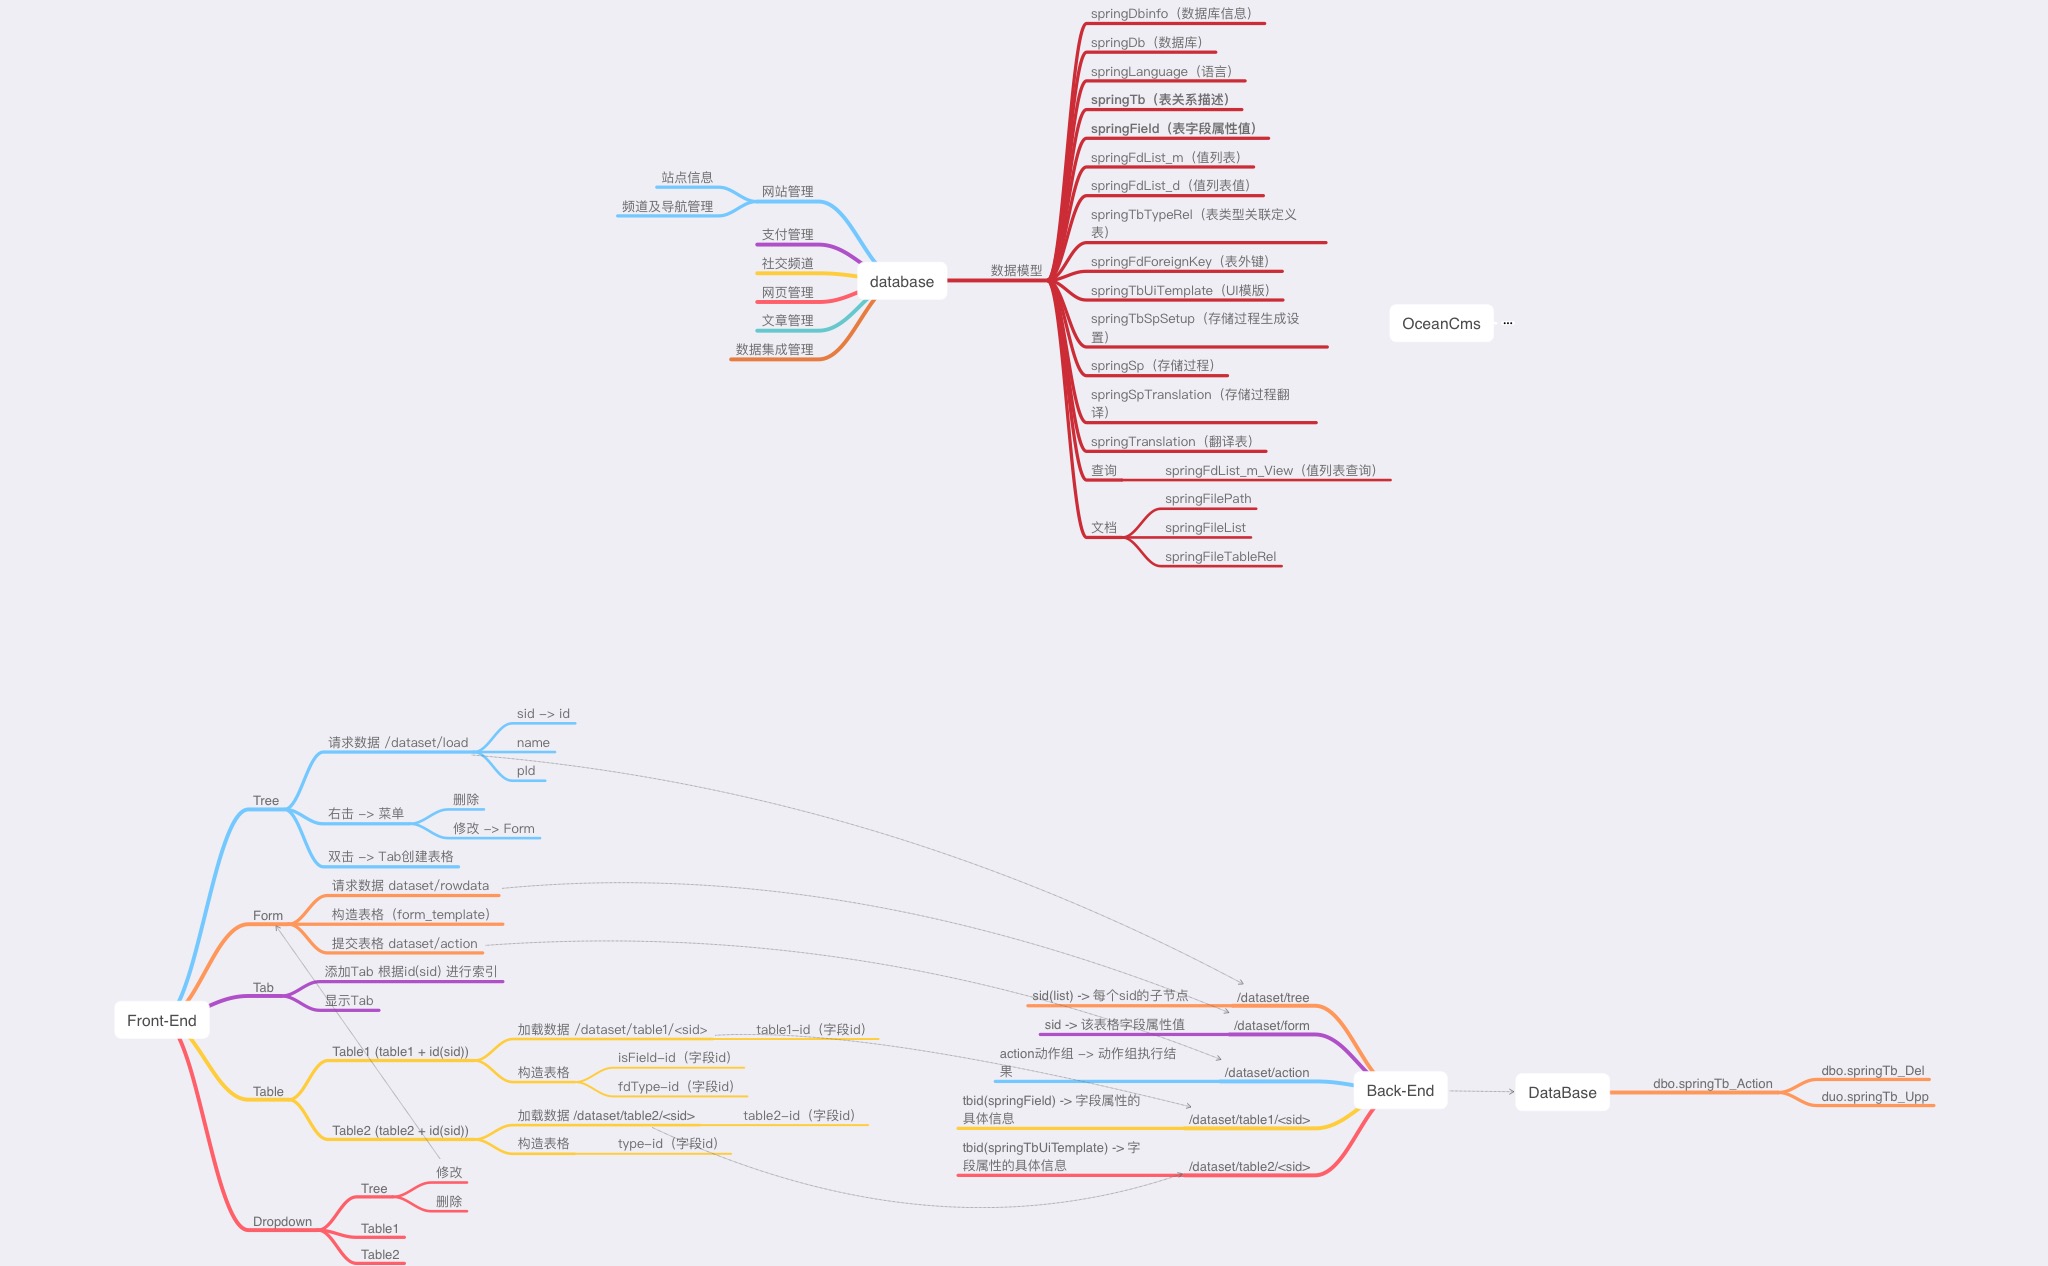 springDbinfo（数据库信息）
springDb（数据库）
springLanguage（语言）
springTb（表关系描述）
springField（表字段属性值）
springFdList_m（值列表）
springFdList_d（值列表值）
springTbTypeRel（表类型关联定义
表）
springFdForeignKey（表外键）
springTbUiTemplate（UI模版）
springTbSpSetup（存储过程生成设
置）
springSp（存储过程）
springSpTranslation（存储过程翻
译）
springTranslation（翻译表）
查询
springFdList_m_View（值列表查询）
文档
springFilePath
springFileList
springFileTableRel
数据模型
database
网站管理
站点信息
频道及导航管理
支付管理
社交频道
网页管理
文章管理
数据集成管理
OceanCms
...
Front-End
Tree
请求数据 /dataset/load
sid -> id
name
pId
右击 -> 菜单
删除
修改 -> Form
双击 -> Tab创建表格
Form
请求数据 dataset/rowdata
构造表格（form_template）
提交表格 dataset/action
Tab
添加Tab 根据id(sid) 进行索引
显示Tab
Table
Table1 (table1 + id(sid))
加载数据 /dataset/table1/<sid>
table1-id（字段id）
构造表格
isField-id（字段id）
fdType-id（字段id）
Table2 (table2 + id(sid))
加载数据 /dataset/table2/<sid>
table2-id（字段id）
构造表格
type-id（字段id）
Dropdown
Tree
修改
删除
Table1
Table2
Back-End
/dataset/tree
sid(list) -> 每个sid的子节点
/dataset/form
sid -> 该表格字段属性值
/dataset/action
action动作组 -> 动作组执行结
果
/dataset/table1/<sid>
tbid(springField) -> 字段属性的
具体信息
/dataset/table2/<sid>
tbid(springTbUiTemplate) -> 字
段属性的具体信息
DataBase
dbo.springTb_Action
dbo.springTb_Del
duo.springTb_Upp